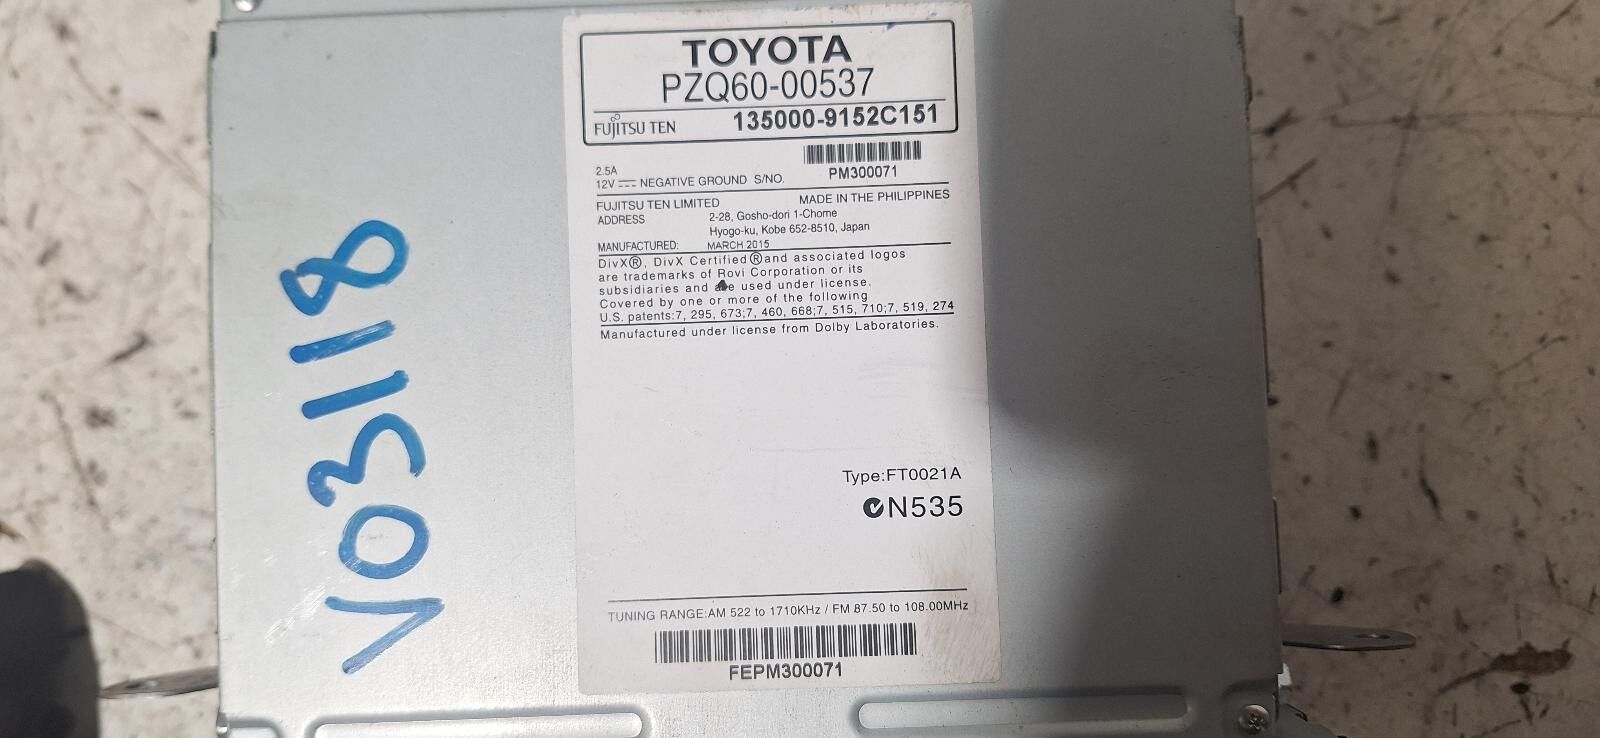 TOYOTA
PZQ60-00537
FUJITSU TEN 135000-9152C151
2.5A
12V NEGATIVE GROUND S/NO. PM300071
FUJITSU TEN LIMITED MADE IN THE PHILIPPINES
ADDRESS 2-28, Gosho-dori 1-Chome
Hyogo-ku, Kobe 652-8510, Japan
MANUFACTURED: MARCH 2015
DivX®, DivX Certified®and associated logos
are trademarks of Rovi Corporation or its
subsidiaries and are used under license.
Covered by one or more of the following
U.S. patents:7, 295, 673;7, 460, 668;7, 515, 710;7, 519, 274
Manufactured under license from Dolby Laboratories.
Type:FT0021A
N535
TUNING RANGE:AM 522 to 1710KHz / FM 87.50 to 108.00MHz
FEPM300071
V03118